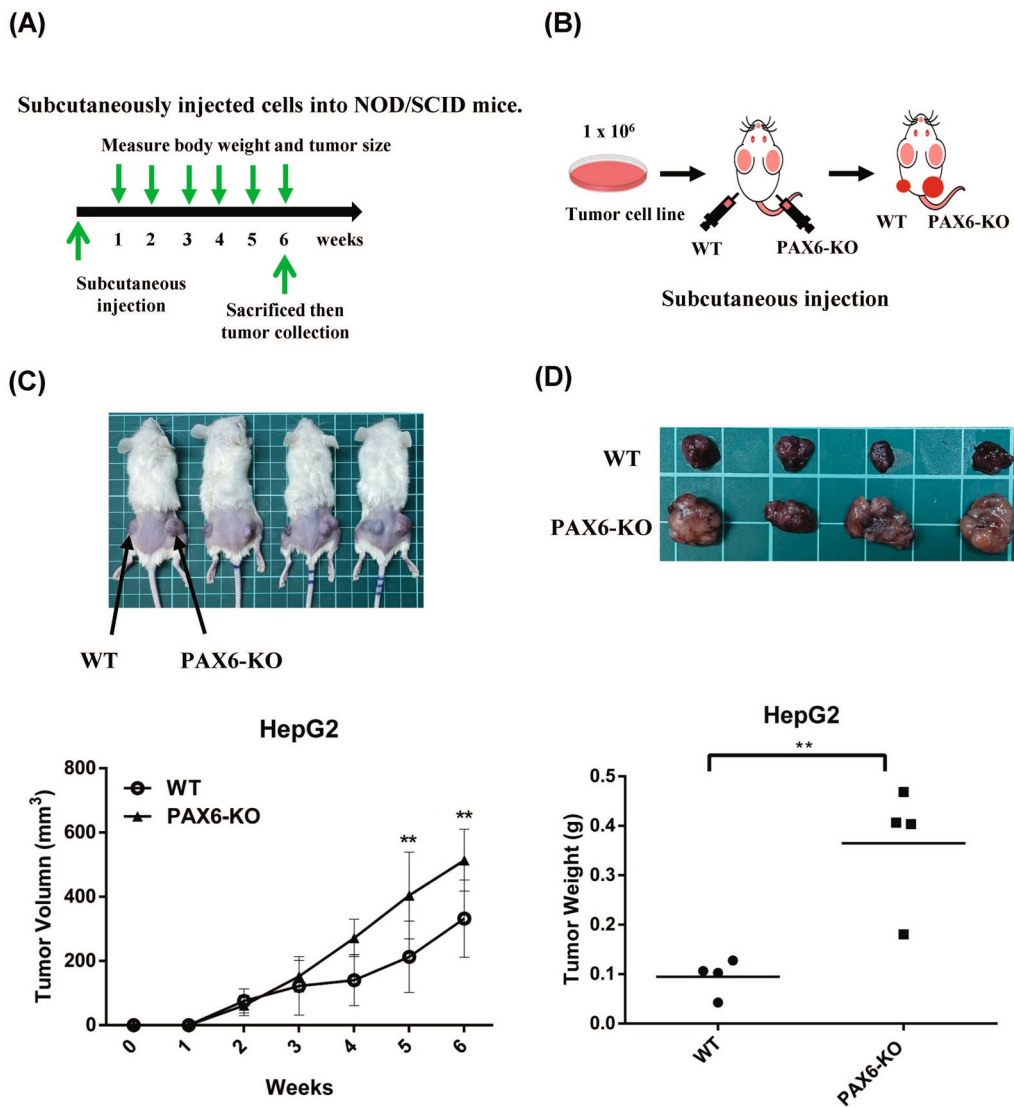 (A)
Subcutaneously injected cells into NOD/SCID mice.
Measure body weight and tumor size
1 2 3 4 5 6 weeks
Subcutaneous
injection
Sacrificed then
tumor collection
(B)
1 x 10⁶
Tumor cell line
WT
PAX6-KO
WT PAX6-KO
Subcutaneous injection
(C)
WT PAX6-KO
HepG2
Tumor Volumn (mm³)
800
600
400
200
0
WT
PAX6-KO
**
**
0 1 2 3 4 5 6
Weeks
(D)
WT
PAX6-KO
HepG2
**
Tumor Weight (g)
0.5
0.4
0.3
0.2
0.1
0.0
WT
PAX6-KO